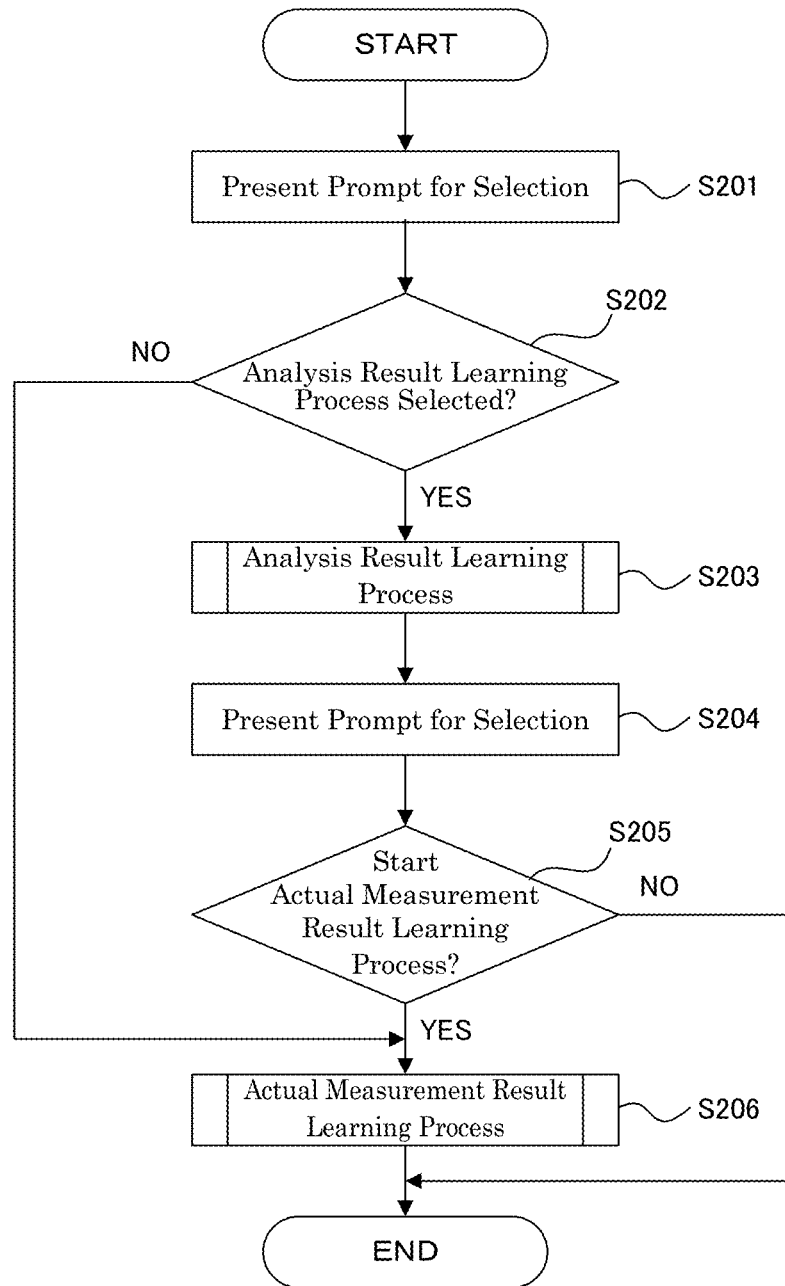 START
Present Prompt for Selection
S201
S202
NO
Analysis Result Learning
Process Selected?
YES
Analysis Result Learning
Process
S203
Present Prompt for Selection
S204
S205
Start
Actual Measurement
Result Learning
Process?
NO
YES
Actual Measurement Result
Learning Process
S206
END